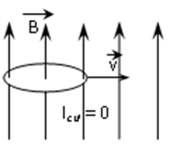 B
v
I_cư = 0